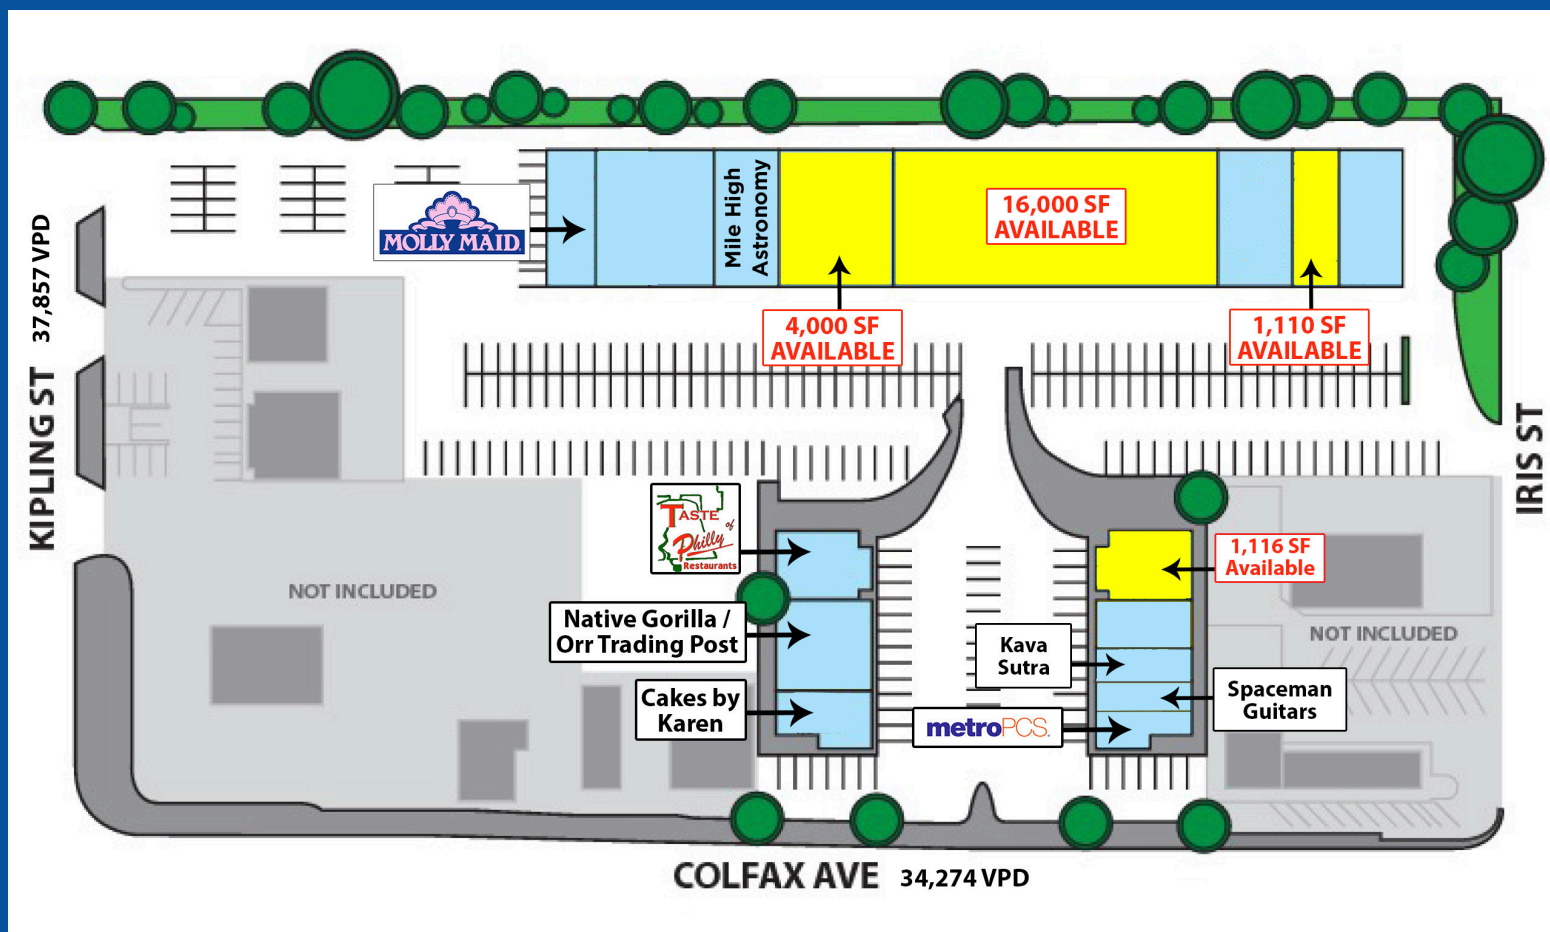 MOLLY MAID
Mile High
Astronomy
16,000 SF
AVAILABLE
4,000 SF
AVAILABLE
1,110 SF
AVAILABLE
37,857 VPD
KIPLING ST
IRIS ST
TASTE
of
Philly
Restaurants
1,116 SF
Available
NOT INCLUDED
Native Gorilla /
Orr Trading Post
Kava
Sutra
NOT INCLUDED
Cakes by
Karen
Spaceman
Guitars
metroPCS.
COLFAX AVE 34,274 VPD